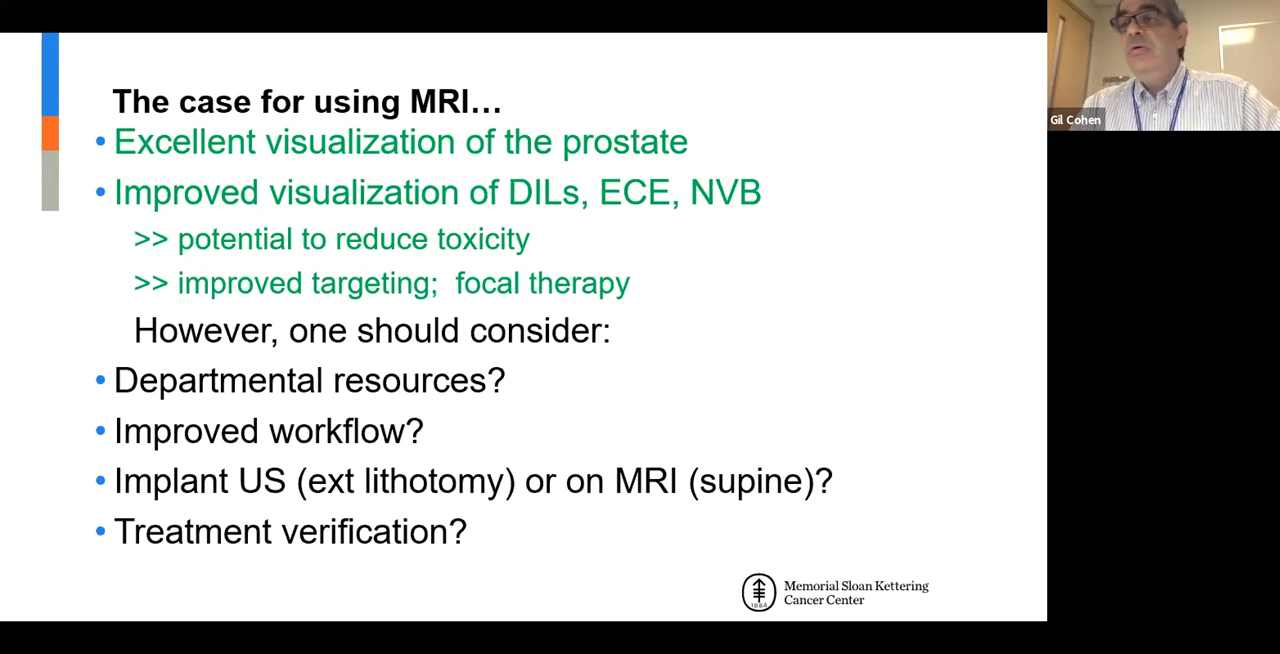 The case for using MRI...
• Excellent visualization of the prostate
• Improved visualization of DILs, ECE, NVB
>> potential to reduce toxicity
>> improved targeting;  focal therapy
However, one should consider:
• Departmental resources?
• Improved workflow?
• Implant US (ext lithotomy) or on MRI (supine)?
• Treatment verification?
1884
Memorial Sloan Kettering
Cancer Center
Gil Cohen